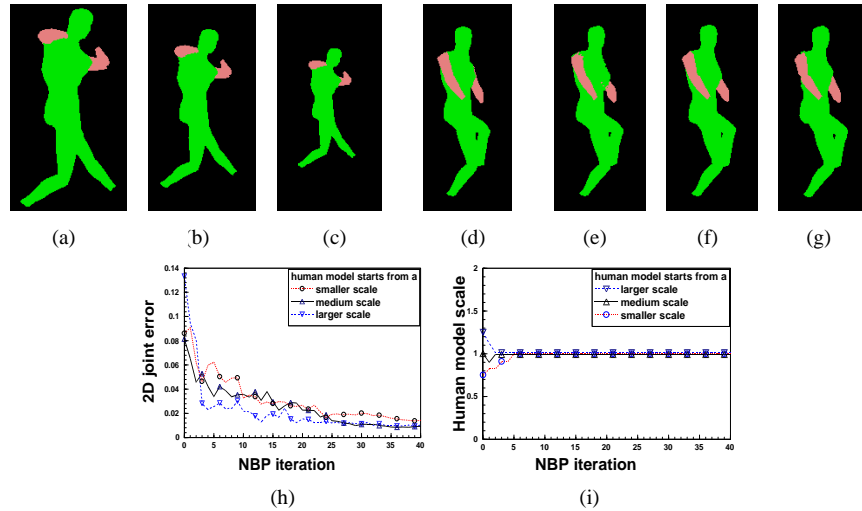 (a)
(b)
(c)
(d)
(e)
(f)
(g)
0.14
0.12
0.1
0.08
0.06
0.04
0.02
0
2D joint error
human model starts from a
smaller scale
medium scale
larger scale
0 5 10 15 20 25 30 35 40
NBP iteration
(h)
2
1.5
1
0.5
0
Human model scale
human model starts from a
larger scale
medium scale
smaller scale
0 5 10 15 20 25 30 35 40
NBP iteration
(i)